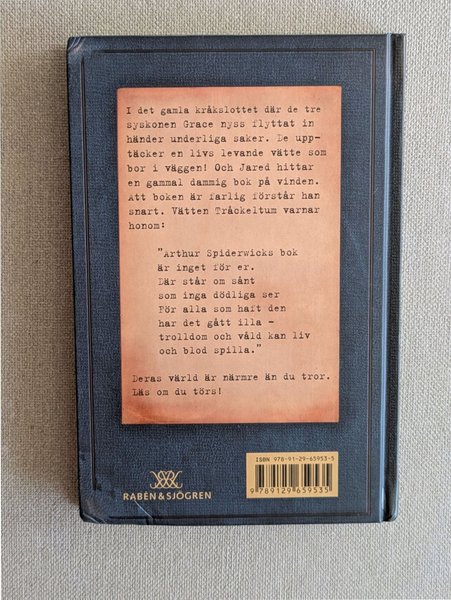 I det gamla kråkslottet där de tre
syskonen Grace nyss flyttat in
händer underliga saker. De upp-
täcker en livs levande vätte som
bor i väggen! Och Jared hittar
en gammal dammig bok på vinden.
Att boken är farlig förstår han
snart. Vätten Tråckeltum varnar
honom:
"Arthur Spiderwicks bok
är inget för er.
Där står om sånt
som inga dödliga ser
För alla som haft den
har det gått illa –
trolldom och våld kan liv
och blod spilla."
Deras värld är närmre än du tror.
Läs om du törs!
ISBN 978-91-29-65953-5
9 789129 659535
RABÉN & SJÖGREN